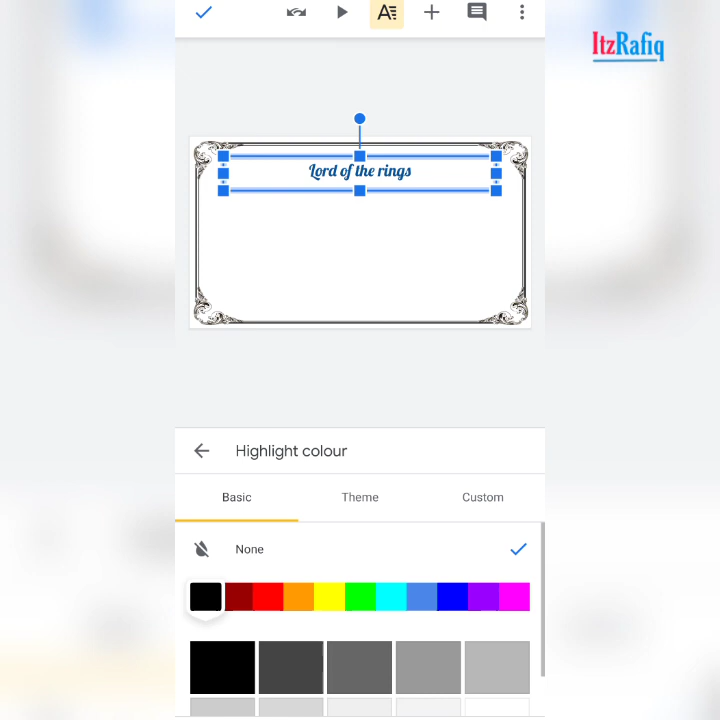 ItzRafiq
Lord of the rings
Highlight colour
Basic
Theme
Custom
None